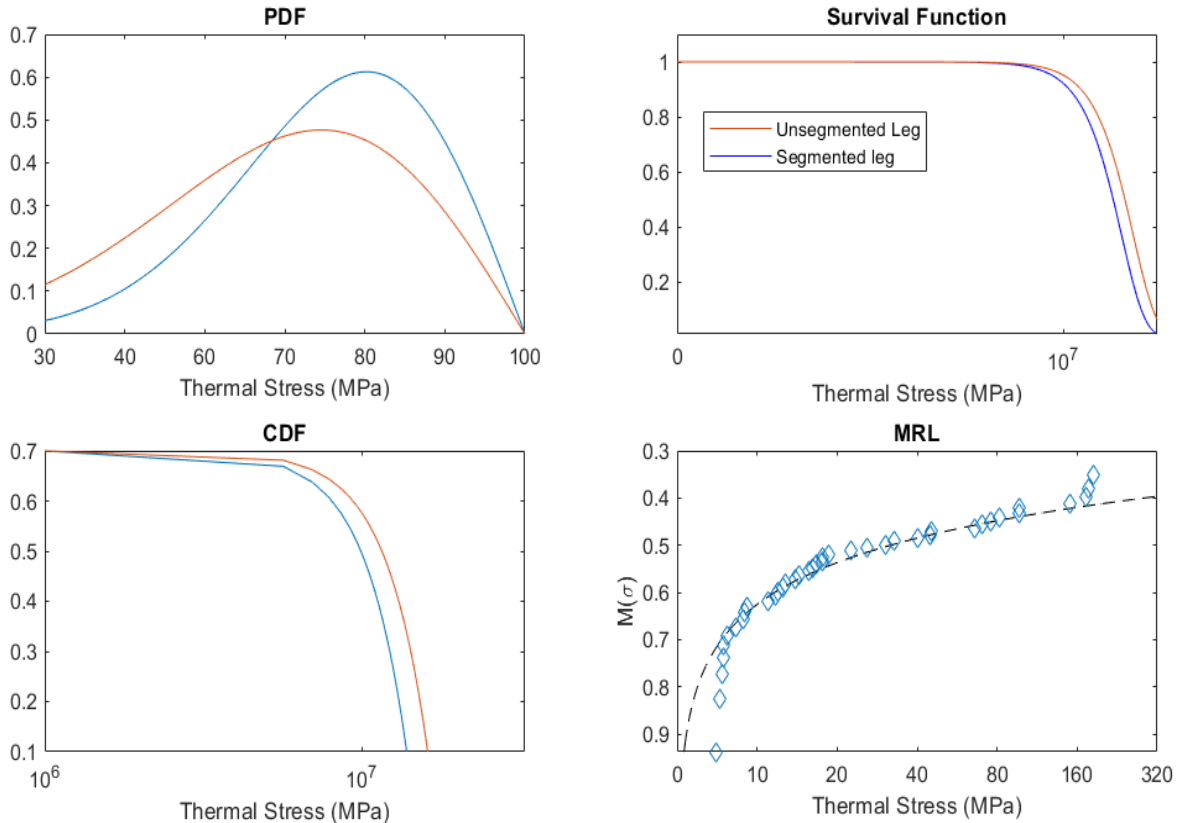 PDF
0.7
0.6
0.5
0.4
0.3
0.2
0.1
0
30 40 50 60 70 80 90 100
Thermal Stress (MPa)
Survival Function
1
0.8
0.6
0.4
0.2
Unsegmented Leg
Segmented leg
0 10⁷
Thermal Stress (MPa)
CDF
0.7
0.6
0.5
0.4
0.3
0.2
0.1
10⁶ 10⁷
Thermal Stress (MPa)
MRL
M(σ)
0.3
0.4
0.5
0.6
0.7
0.8
0.9
0 10 20 40 80 160 320
Thermal Stress (MPa)